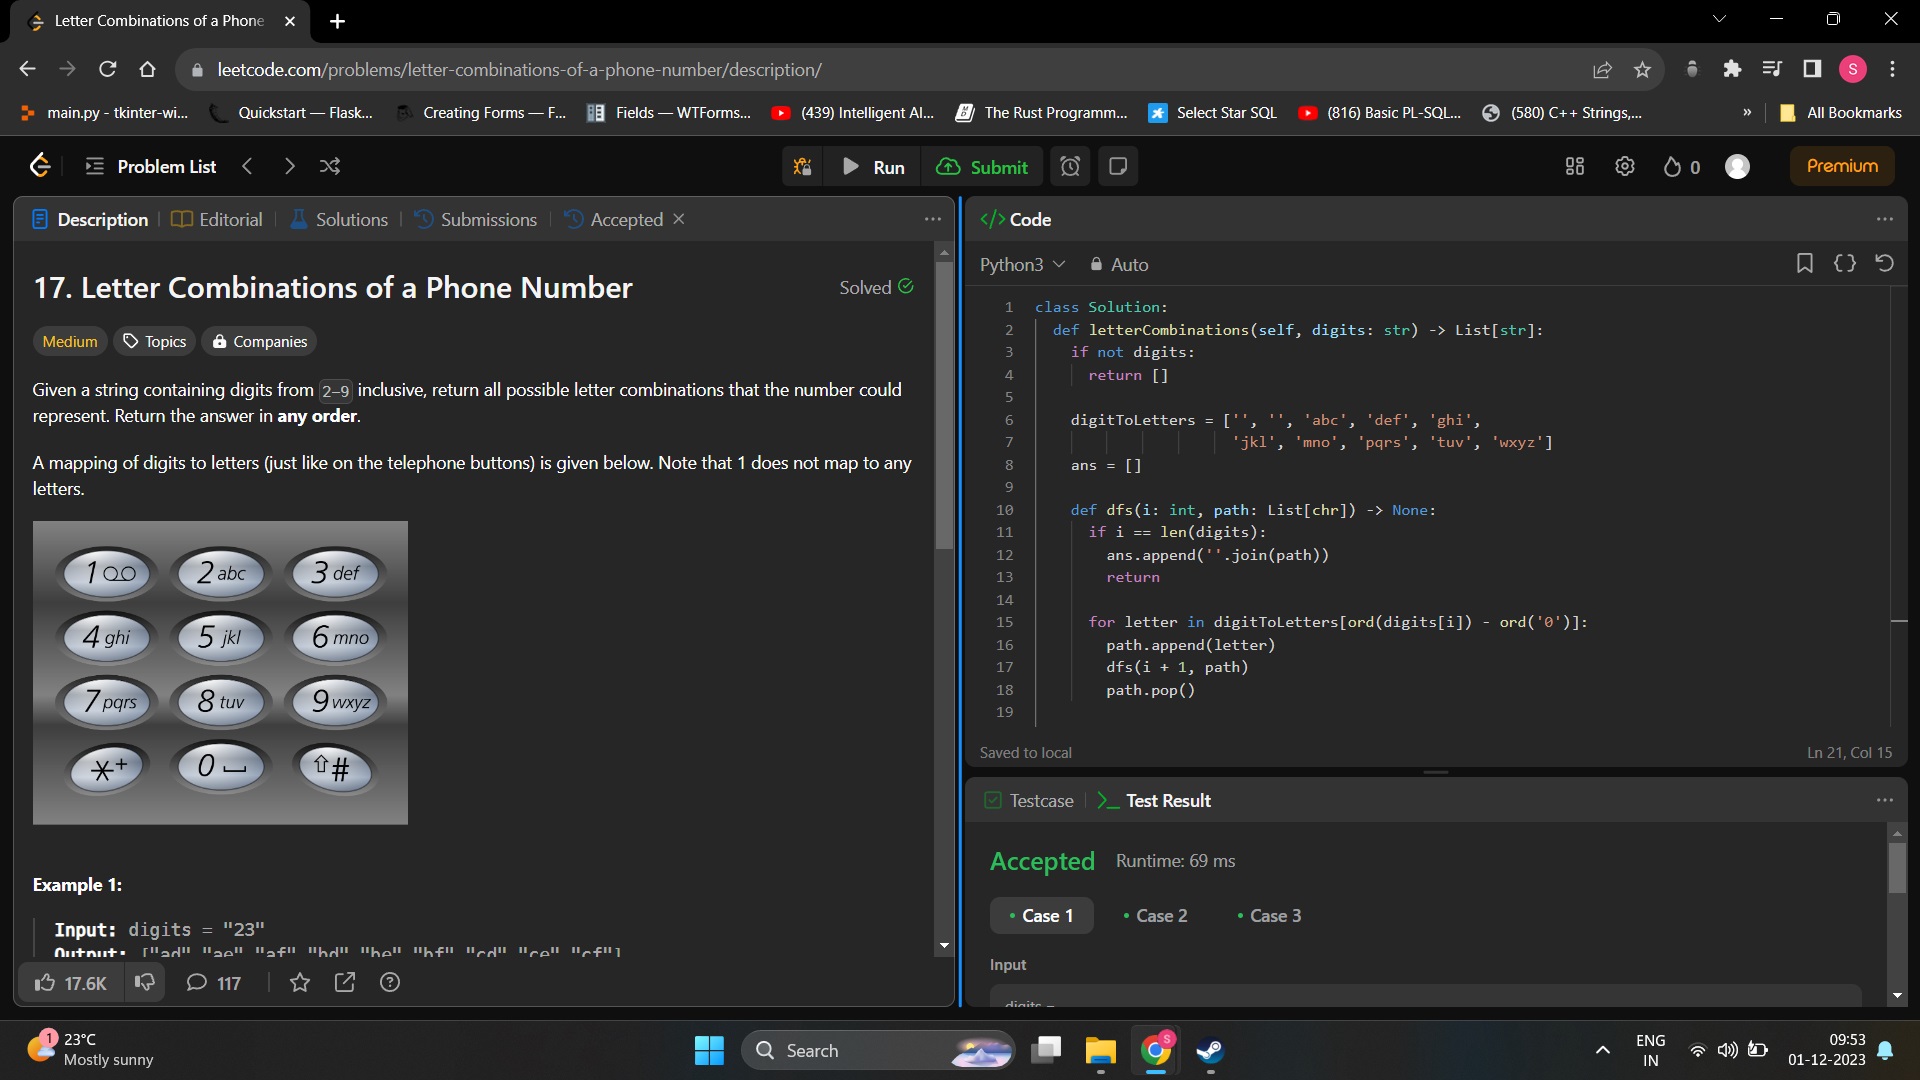 Letter Combinations of a Phone
leetcode.com/problems/letter-combinations-of-a-phone-number/description/
S
main.py - tkinter-wi...
Quickstart — Flask...
Creating Forms — F...
Fields — WTForms...
(439) Intelligent AI...
The Rust Programm...
Select Star SQL
(816) Basic PL-SQL...
(580) C++ Strings,...
»
All Bookmarks
Problem List
Run
Submit
0
Premium
Description
Editorial
Solutions
Submissions
Accepted
17. Letter Combinations of a Phone Number
Solved
Medium
Topics
Companies
Given a string containing digits from 2-9 inclusive, return all possible letter combinations that the number could
represent. Return the answer in any order.
A mapping of digits to letters (just like on the telephone buttons) is given below. Note that 1 does not map to any
letters.
1 2 abc 3 def
4 ghi 5 jkl 6 mno
7 pqrs 8 tuv 9 wxyz
*+ 0 ⇧#
Example 1:
Input: digits = "23"
Output: ["ad","ae","af","bd","be","bf","cd","ce","cf"]
17.6K
117
</> Code
Python3
Auto
1 class Solution:
2 def letterCombinations(self, digits: str) -> List[str]:
3 if not digits:
4 return []
5
6 digitToLetters = ['', '', 'abc', 'def', 'ghi',
7 'jkl', 'mno', 'pqrs', 'tuv', 'wxyz']
8 ans = []
9
10 def dfs(i: int, path: List[chr]) -> None:
11 if i == len(digits):
12 ans.append(''.join(path))
13 return
14
15 for letter in digitToLetters[ord(digits[i]) - ord('0')]:
16 path.append(letter)
17 dfs(i + 1, path)
18 path.pop()
19
Saved to local
Ln 21, Col 15
Testcase
>_ Test Result
Accepted
Runtime: 69 ms
Case 1
Case 2
Case 3
Input
digits =
1
23°C
Mostly sunny
Search
S
ENG
IN
09:53
01-12-2023